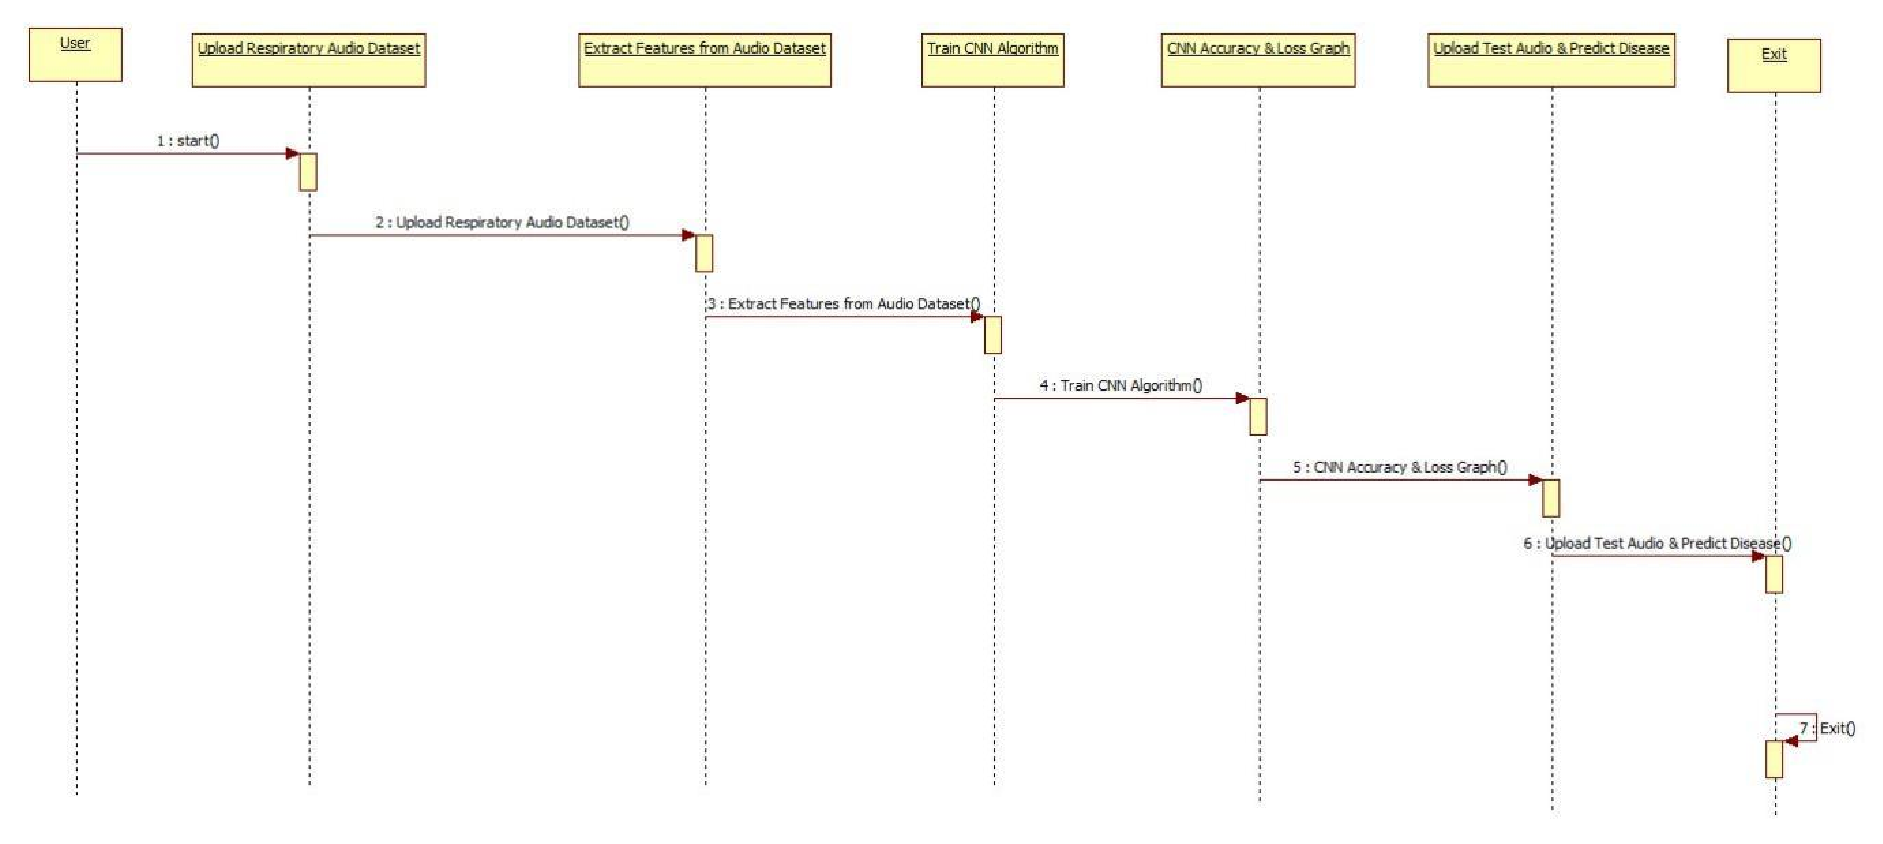 User
Upload Respiratory Audio Dataset
Extract Features from Audio Dataset
Train CNN Algorithm
CNN Accuracy & Loss Graph
Upload Test Audio & Predict Disease
Exit
1 : start()
2 : Upload Respiratory Audio Dataset()
3 : Extract Features from Audio Dataset()
4 : Train CNN Algorithm()
5 : CNN Accuracy & Loss Graph()
6 : Upload Test Audio & Predict Disease()
7 : Exit()